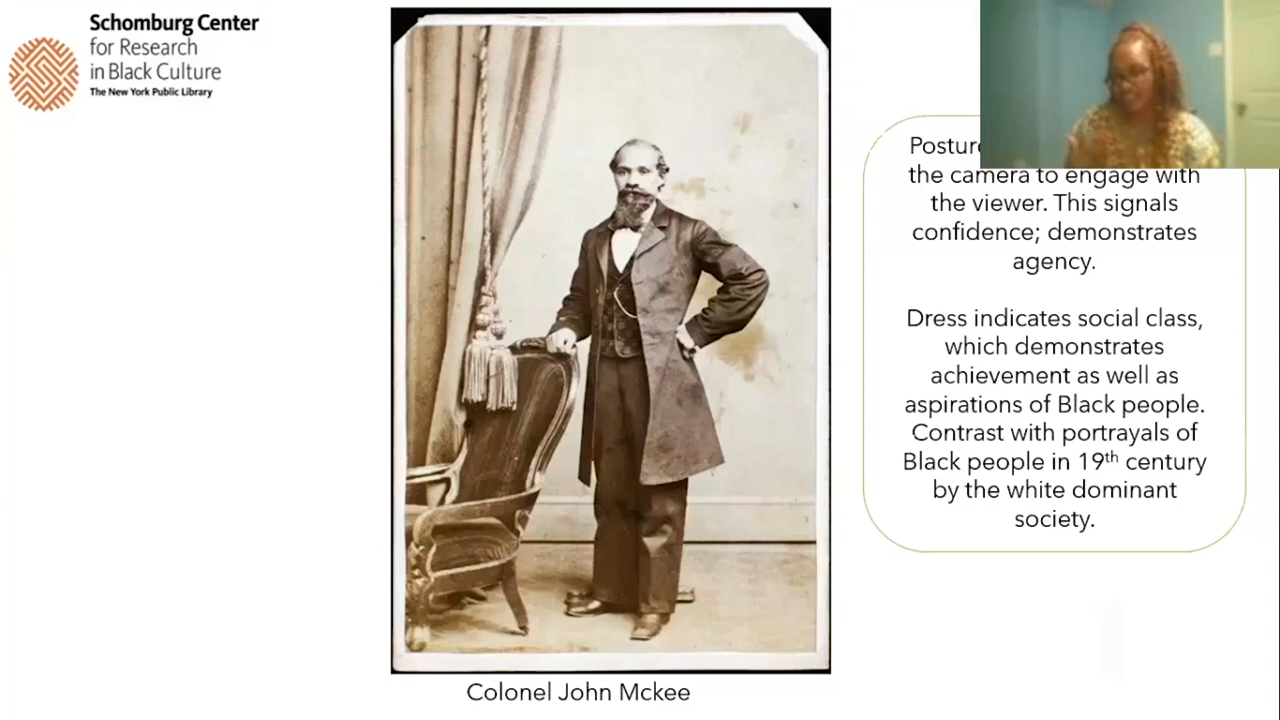 Schomburg Center
for Research
in Black Culture
The New York Public Library
the camera to engage with
the viewer. This signals
confidence; demonstrates
agency.
Dress indicates social class,
which demonstrates
achievement as well as
aspirations of Black people.
Contrast with portrayals of
Black people in 19th century
by the white dominant
society.
Colonel John Mckee